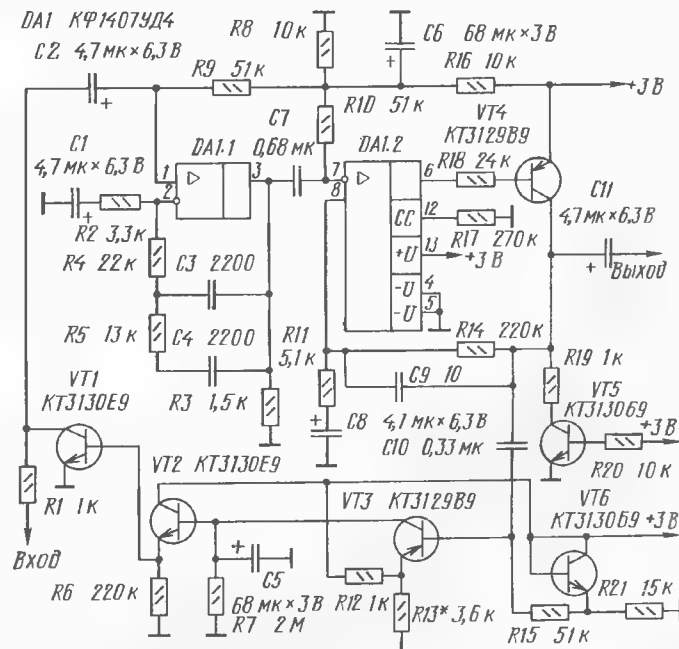 DA1 КФ1407УД4
R8
10 к
C6
68 мк × 3 В
C2 4,7 мк × 6,3 В
R9 51 к
R16 10 к
+3 В
R10 51 к
C7
0,68 мк
VT4
КТ3129В9
C1
4,7 мк × 6,3 В
DA1.1
DA1.2
1
2
3
7
8
6
R18 24 к
C11
4,7 мк × 6,3 В
CC
12
+U
13
R17 270 к
+3 В
Выход
R2 3,3 к
R4 22 к
C3 2200
-U
4
-U
5
R14 220 к
R5 13 к
C4 2200
R11
5,1 к
R19 1 к
C9 10
VT1
КТ3130Е9
R3 1,5 к
C8
4,7 мк × 6,3 В
C10 0,33 мк
VT5
КТ3130Б9
+3 В
R20 10 к
VT2 КТ3130Е9
VT3 КТ3129В9
VT6
КТ3130Б9
+3 В
R1 1 к
Вход
R6 220 к
C5
68 мк × 3 В
R7 2 М
R12 1 к
R13* 3,6 к
R21 15 к
R15 51 к